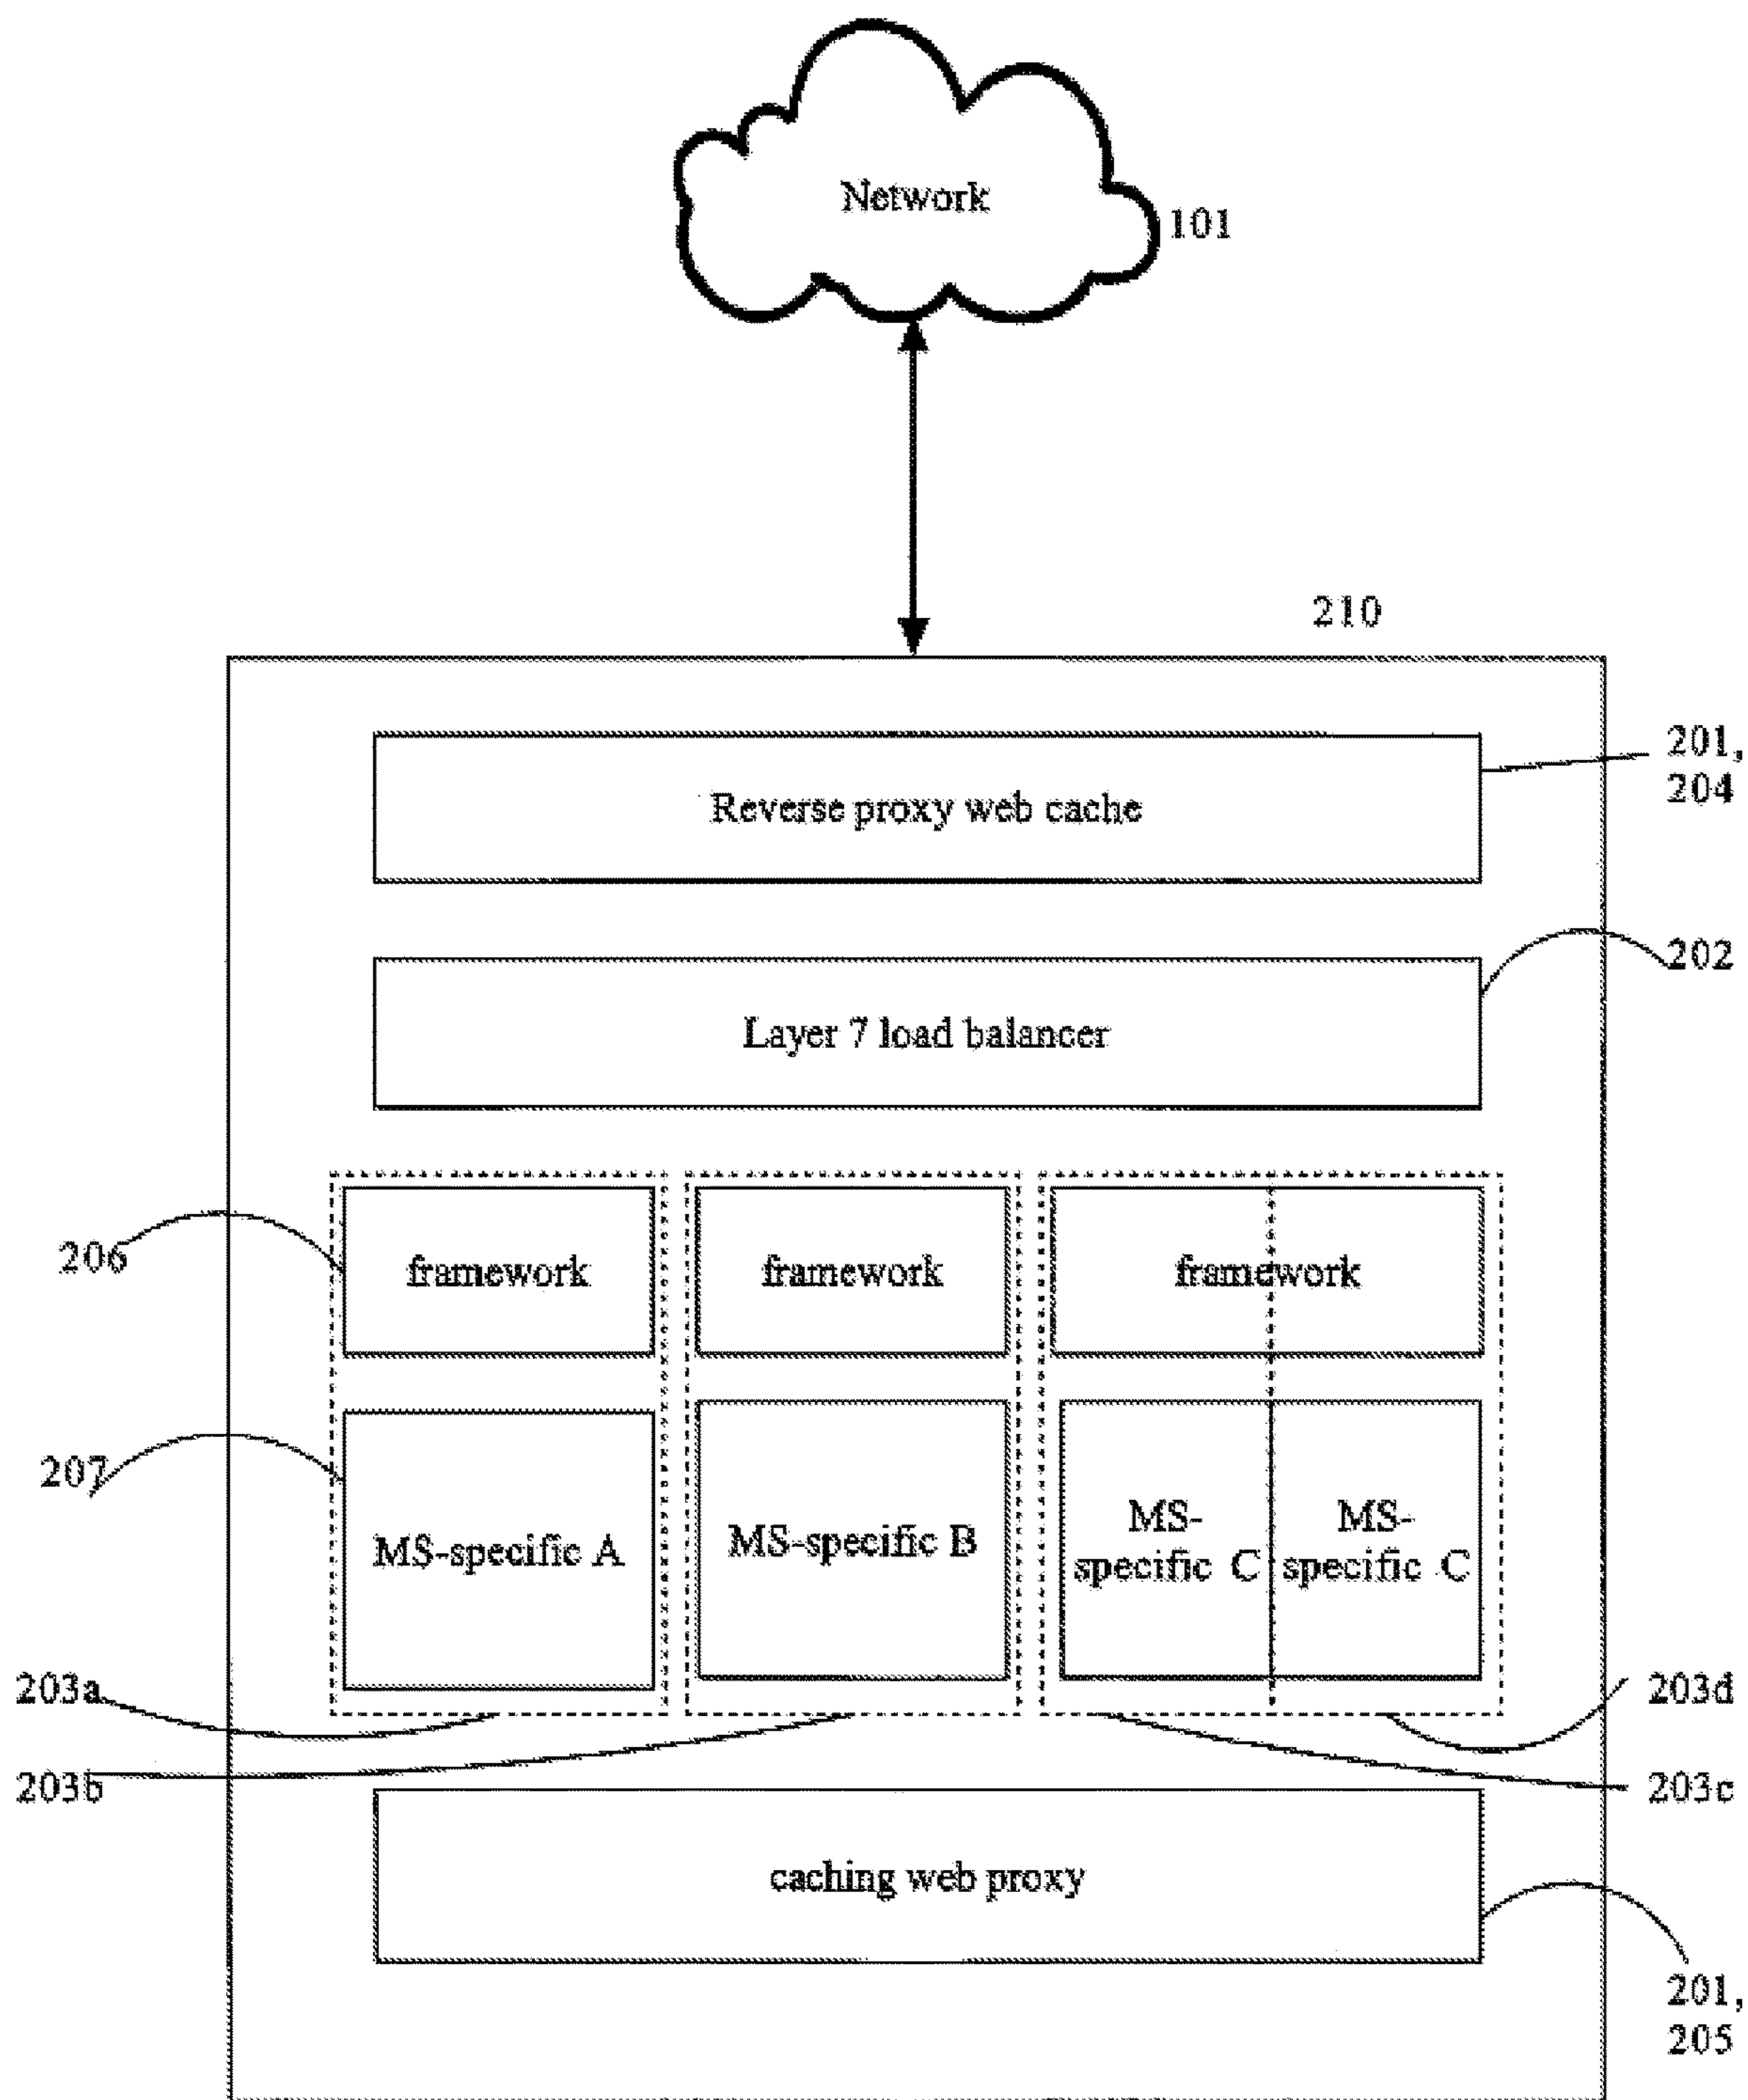 Network
101
210
Reverse proxy web cache
201,
204
Layer 7 load balancer
202
206
framework
framework
framework
207
MS-specific A
MS-specific B
MS-
specific C
MS-
specific C
203a
203b
203d
203c
caching web proxy
201,
205